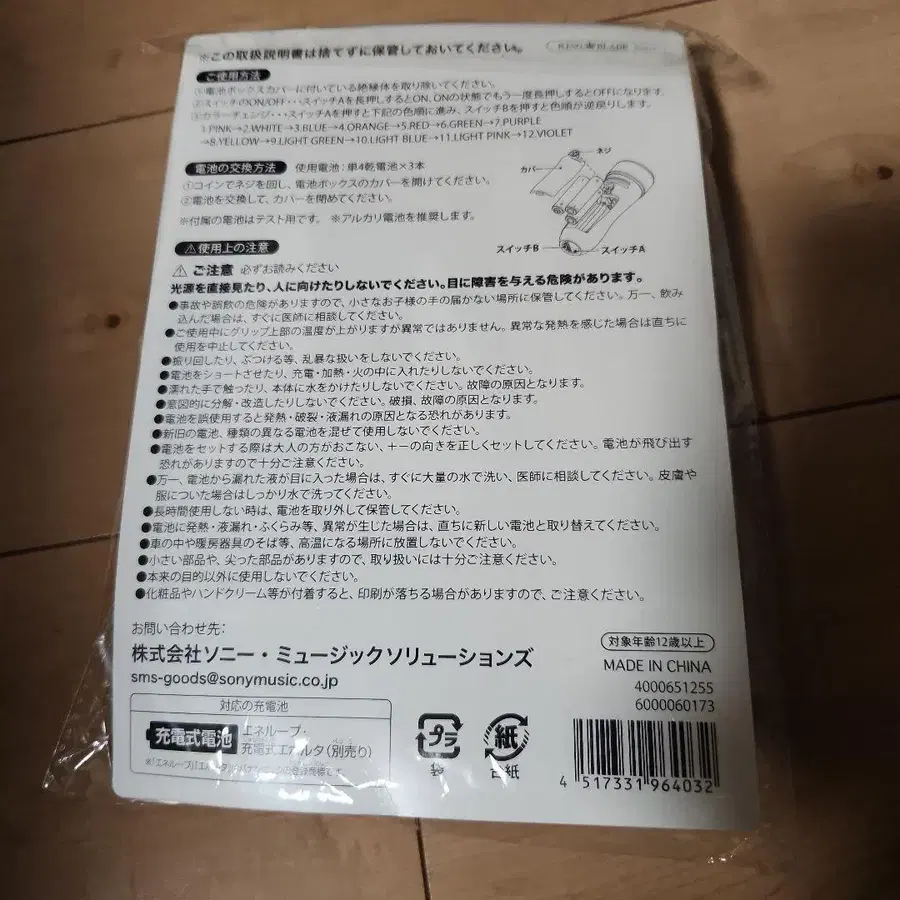 ※この取扱説明書は捨てずに保管しておいてください。
KING BLADE
ご使用方法
①電池ボックスカバーに付いている絶縁体を取り除いてください。
②スイッチのON/OFF・・・スイッチAを長押しするとON、ONの状態でもう一度長押しするとOFFになります。
③カラーチェンジ・・・スイッチAを押すと下記の色順に進み、スイッチBを押すと色順が逆戻りします。
1.PINK→2.WHITE→3.BLUE→4.ORANGE→5.RED→6.GREEN→7.PURPLE
→8.YELLOW→9.LIGHT GREEN→10.LIGHT BLUE→11.LIGHT PINK→12.VIOLET
電池の交換方法 使用電池：単4乾電池×3本
①コインでネジを回し、電池ボックスのカバーを開けてください。
②電池を交換して、カバーを閉めてください。
※付属の電池はテスト用です。 ※アルカリ電池を推奨します。
ネジ
カバー
スイッチB
スイッチA
使用上の注意
ご注意 必ずお読みください
光源を直接見たり、人に向けたりしないでください。目に障害を与える危険があります。
●事故や誤飲の危険がありますので、小さなお子様の手の届かない場所に保管してください。万一、飲み
込んだ場合は、すぐに医師に相談してください。
●ご使用中にグリップ上部の温度が上がりますが異常ではありません。異常な発熱を感じた場合は直ちに
使用を中止してください。
●振り回したり、ぶつける等、乱暴な扱いをしないでください。
●電池をショートさせたり、充電・加熱・火の中に入れたりしないでください。
●濡れた手で触ったり、本体に水をかけたりしないでください。故障の原因となります。
●意図的に分解・改造したりしないでください。破損、故障の原因となります。
●電池を誤使用すると発熱・破裂・液漏れの原因となる恐れがあります。
●新旧の電池、種類の異なる電池を混ぜて使用しないでください。
●電池をセットする際は大人の方がおこない、＋－の向きを正しくセットしてください。電池が飛び出す
恐れがありますので十分ご注意ください。
●万一、電池から漏れた液が目に入った場合は、すぐに大量の水で洗い、医師に相談してください。皮膚や
服についた場合はしっかり水で洗ってください。
●長時間使用しない時は、電池を取り外して保管してください。
●電池に発熱・液漏れ・ふくらみ等、異常が生じた場合は、直ちに新しい電池と取り替えてください。
●車の中や暖房器具のそば等、高温になる場所に放置しないでください。
●小さい部品や、尖った部品がありますので、取り扱いには十分ご注意ください。
●本来の目的以外に使用しないでください。
●化粧品やハンドクリーム等が付着すると、印刷が落ちる場合がありますので、ご注意ください。
お問い合わせ先：
株式会社ソニー・ミュージックソリューションズ
sms-goods@sonymusic.co.jp
対象年齢12歳以上
MADE IN CHINA
4000651255
6000060173
対応の充電池
充電式電池
エネループ・
充電式エボルタ(別売り)
プラ
袋
紙
台紙
4 517331 964032